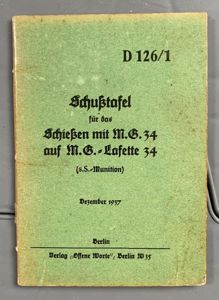 D 126/1
Schußtafel
für das
Schießen mit M.G. 34
auf M.G.-Lafette 34
(s.S.-Munition)
Dezember 1937
Berlin
Verlag „Offene Worte“, Berlin W 35